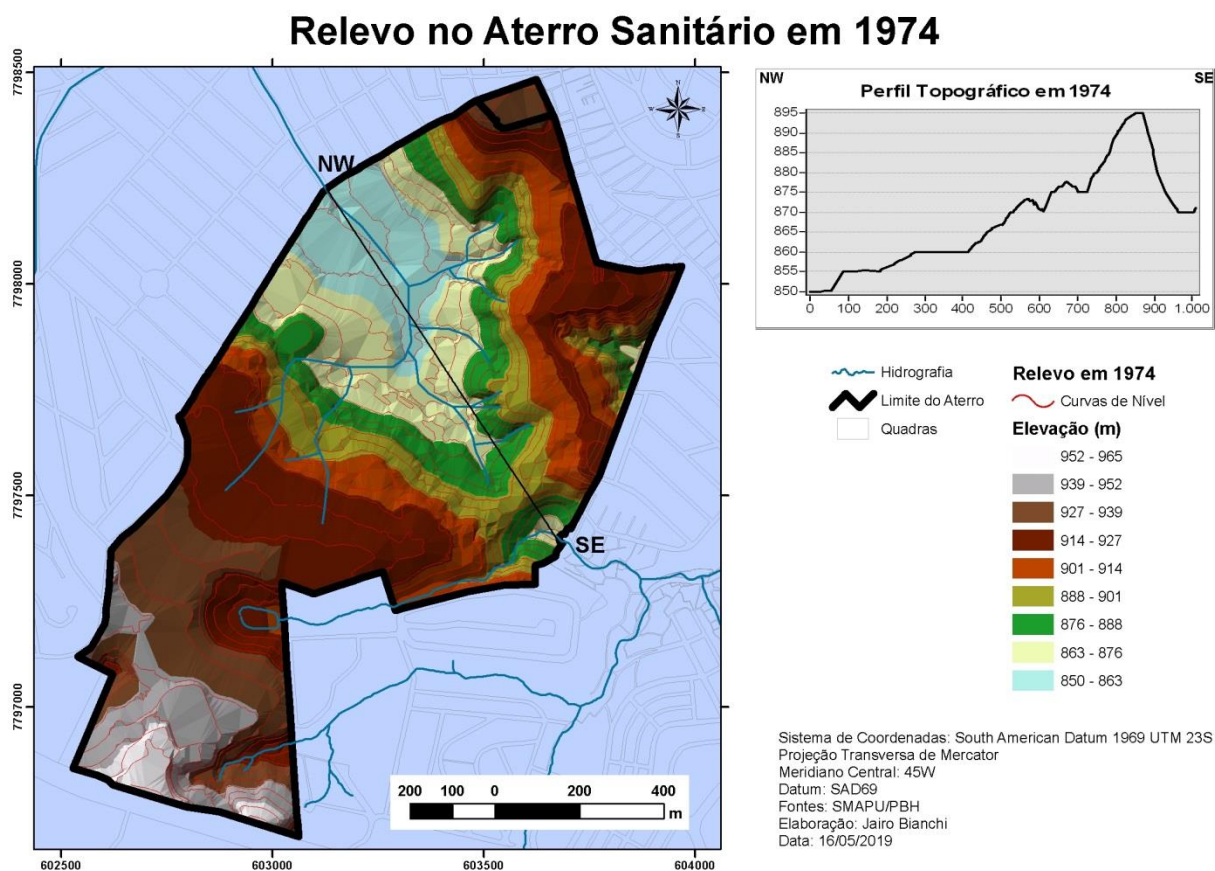 Relevo no Aterro Sanitário em 1974
7798500
7798000
7797500
7797000
602500
603000
603500
604000
N
W
E
S
NW
SE
200 100 0 200 400
m
NW
SE
Perfil Topográfico em 1974
895
890
885
880
875
870
865
860
855
850
0 100 200 300 400 500 600 700 800 900 1.000
Hidrografia
Limite do Aterro
Quadras
Relevo em 1974
Curvas de Nível
Elevação (m)
952 - 965
939 - 952
927 - 939
914 - 927
901 - 914
888 - 901
876 - 888
863 - 876
850 - 863
Sistema de Coordenadas: South American Datum 1969 UTM 23S
Projeção Transversa de Mercator
Meridiano Central: 45W
Datum: SAD69
Fontes: SMAPU/PBH
Elaboração: Jairo Bianchi
Data: 16/05/2019